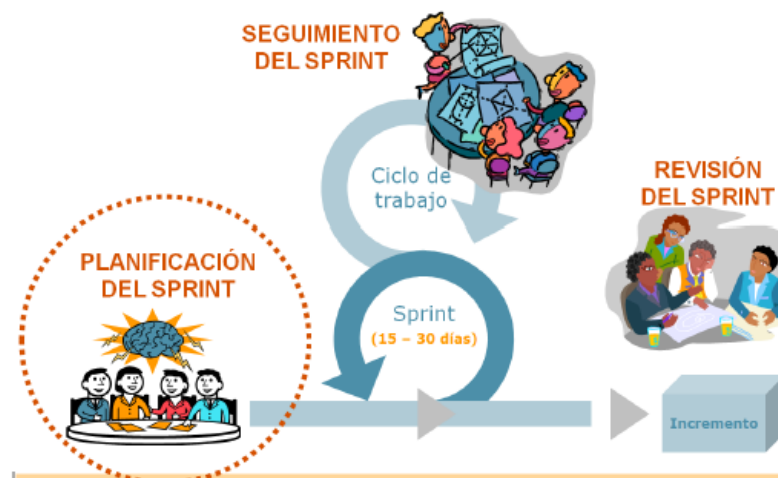 SEGUIMIENTO
DEL SPRINT
Ciclo de
trabajo
REVISIÓN
DEL SPRINT
PLANIFICACIÓN
DEL SPRINT
Sprint
(15 – 30 días)
Incremento